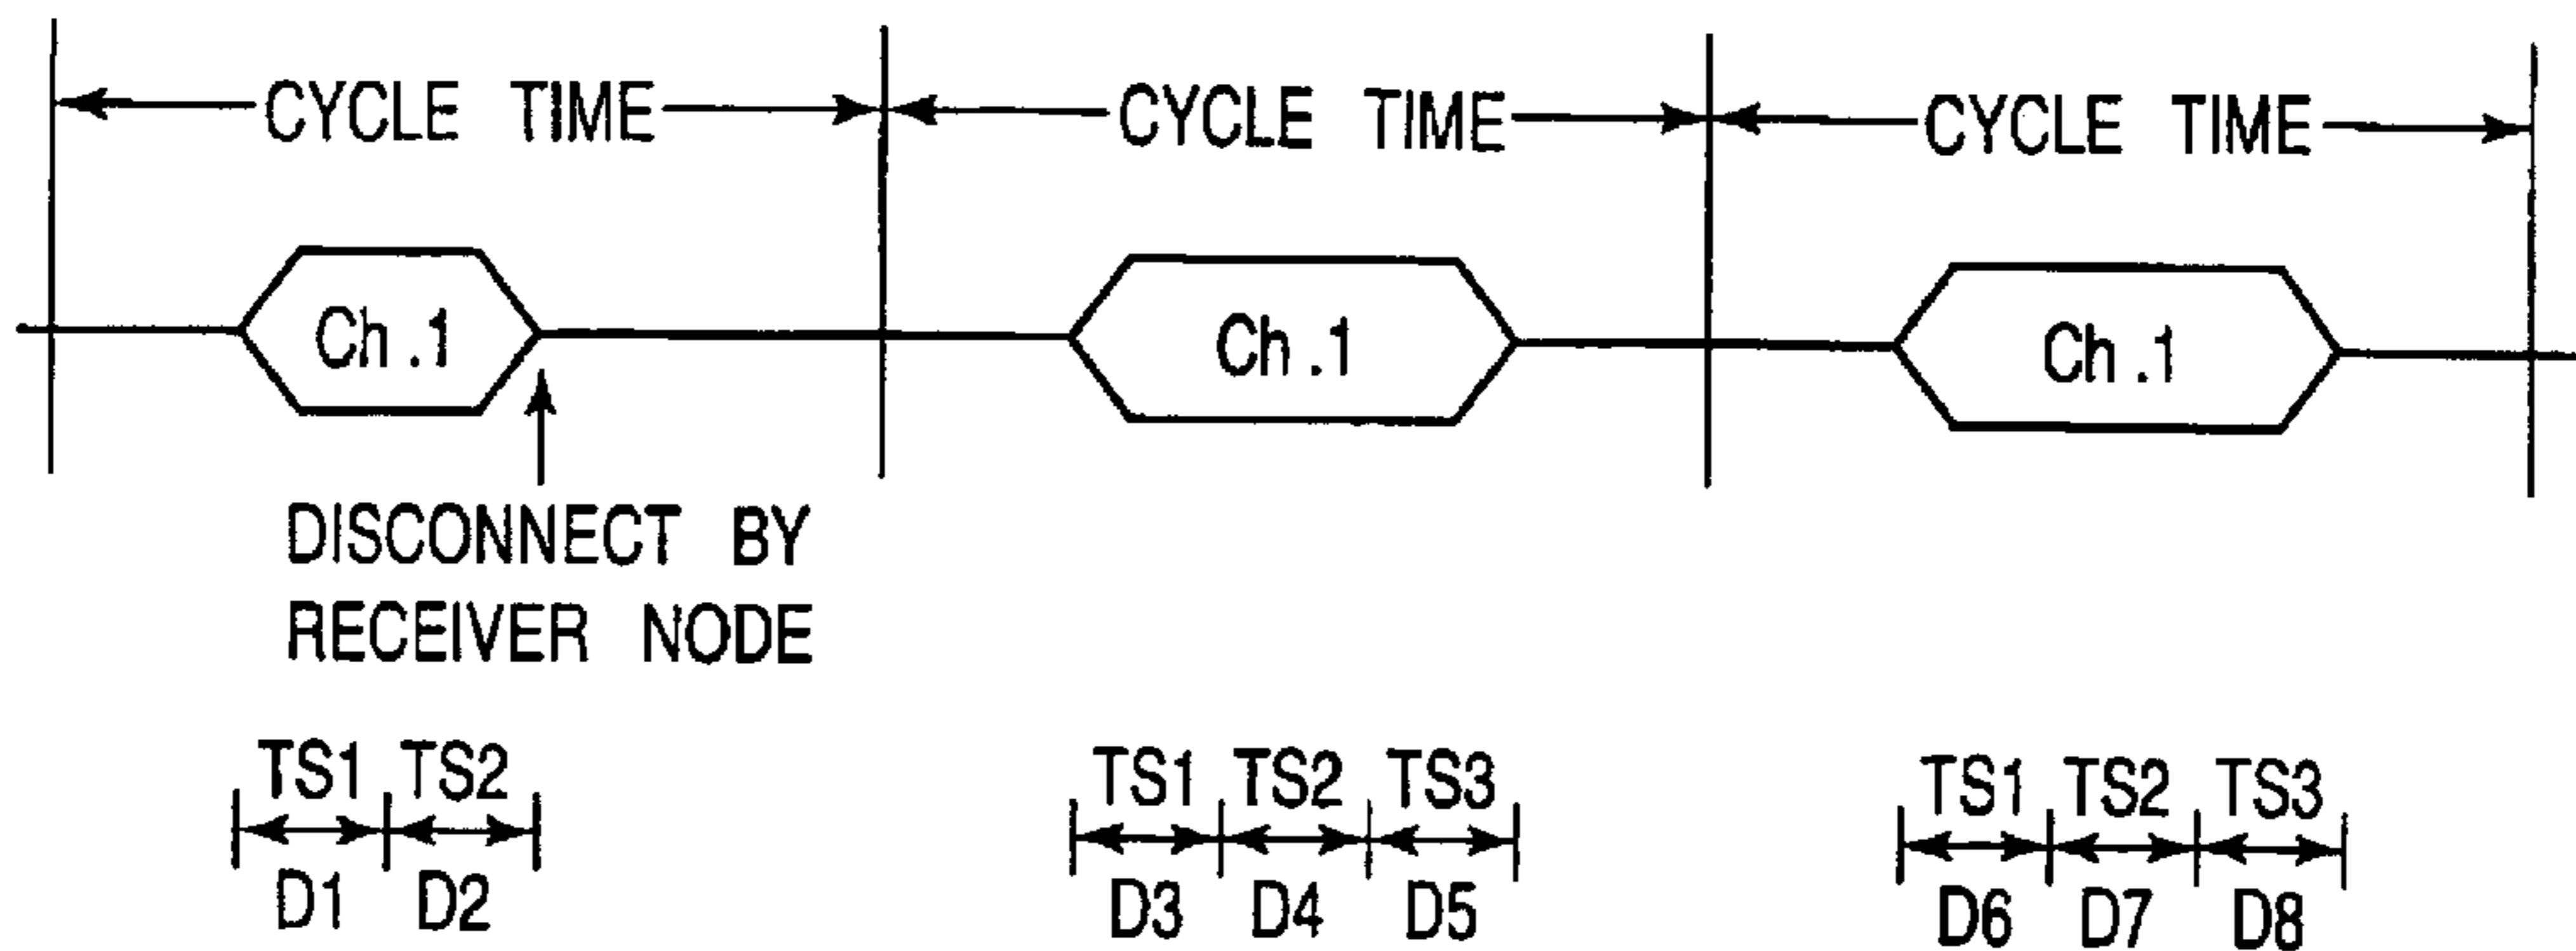 CYCLE TIME CYCLE TIME CYCLE TIME
Ch.1 Ch.1 Ch.1
DISCONNECT BY
RECEIVER NODE
TS1 TS2 TS1 TS2 TS3 TS1 TS2 TS3
D1 D2 D3 D4 D5 D6 D7 D8